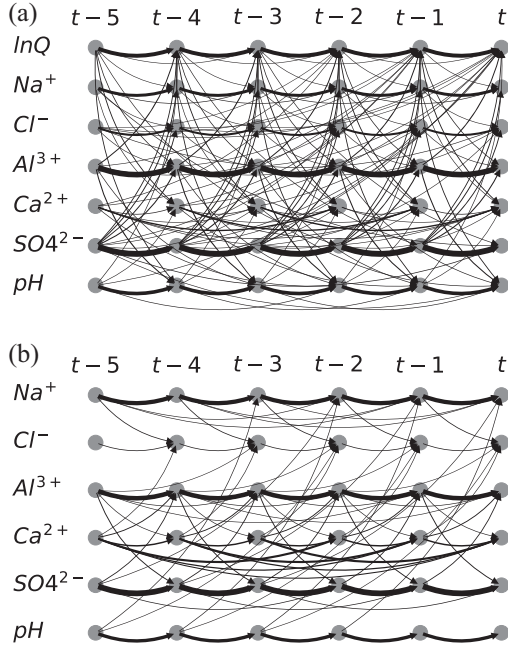 (a) t − 5 t − 4 t − 3 t − 2 t − 1 t
lnQ
Na⁺
Cl⁻
Al³⁺
Ca²⁺
SO4²⁻
pH
(b) t − 5 t − 4 t − 3 t − 2 t − 1 t
Na⁺
Cl⁻
Al³⁺
Ca²⁺
SO4²⁻
pH